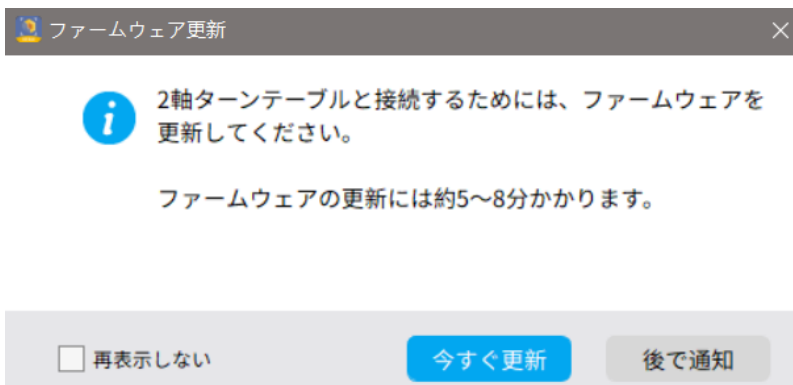 ファームウェア更新
2軸ターンテーブルと接続するためには、ファームウェアを
更新してください。
ファームウェアの更新には約5～8分かかります。
再表示しない
今すぐ更新
後で通知